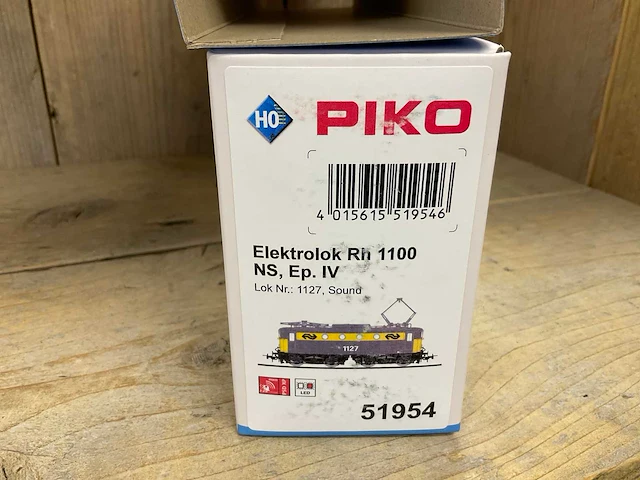 H0
PIKO
4 015615 519546
Elektrolok Rh 1100
NS, Ep. IV
Lok Nr.: 1127, Sound
1127
LED
51954